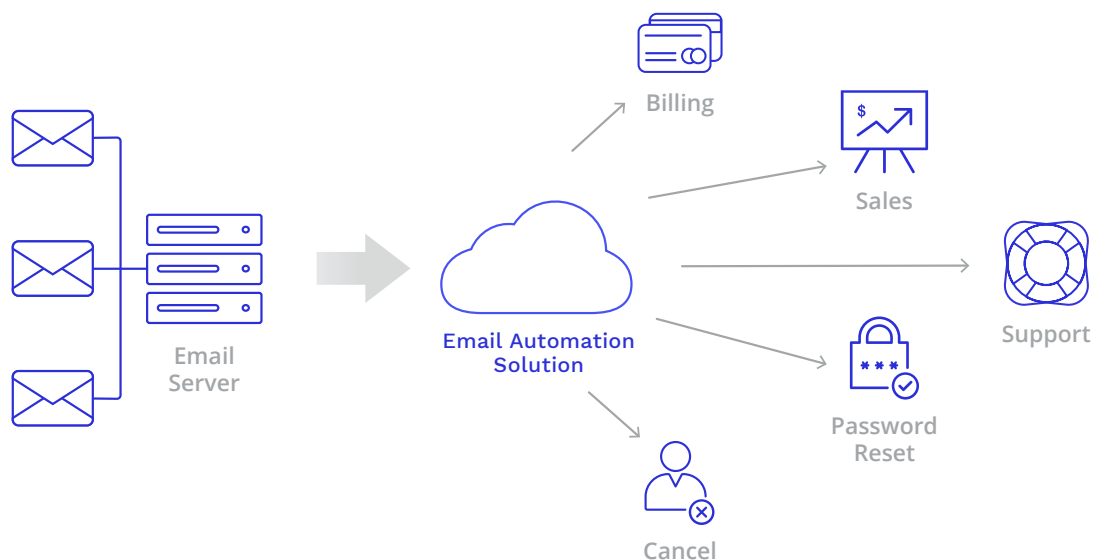 Billing
$
Sales
Email
Server
Email Automation
Solution
Support
***
Password
Reset
Cancel